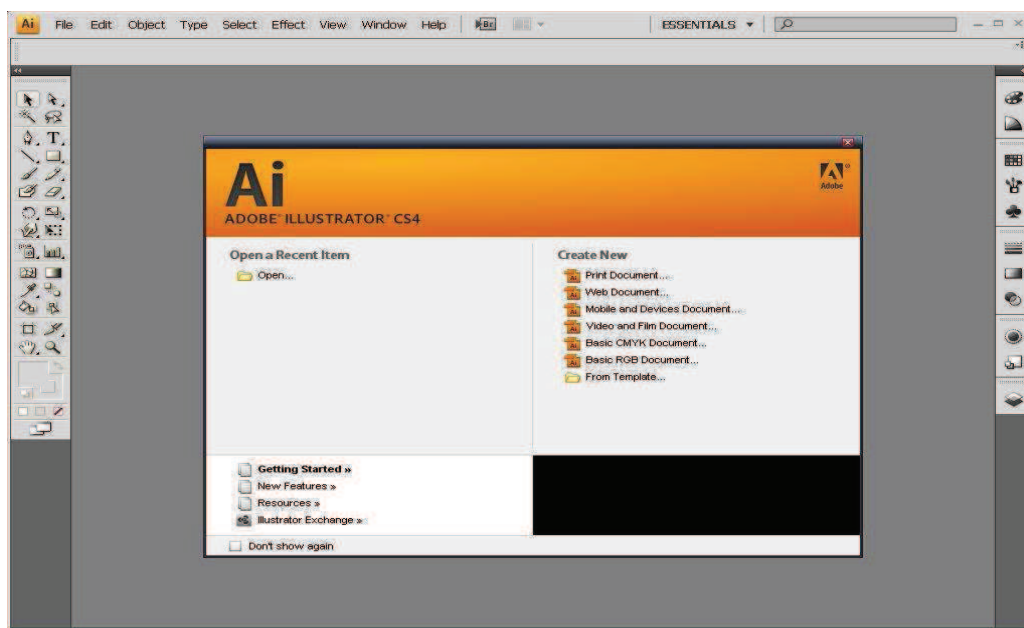 Ai File Edit Object Type Select Effect View Window Help Br ESSENTIALS
Ai
Adobe
ADOBE® ILLUSTRATOR® CS4
Open a Recent Item
Open...
Create New
Print Document...
Web Document...
Mobile and Devices Document...
Video and Film Document...
Basic CMYK Document...
Basic RGB Document...
From Template...
Getting Started »
New Features »
Resources »
Illustrator Exchange »
Don't show again